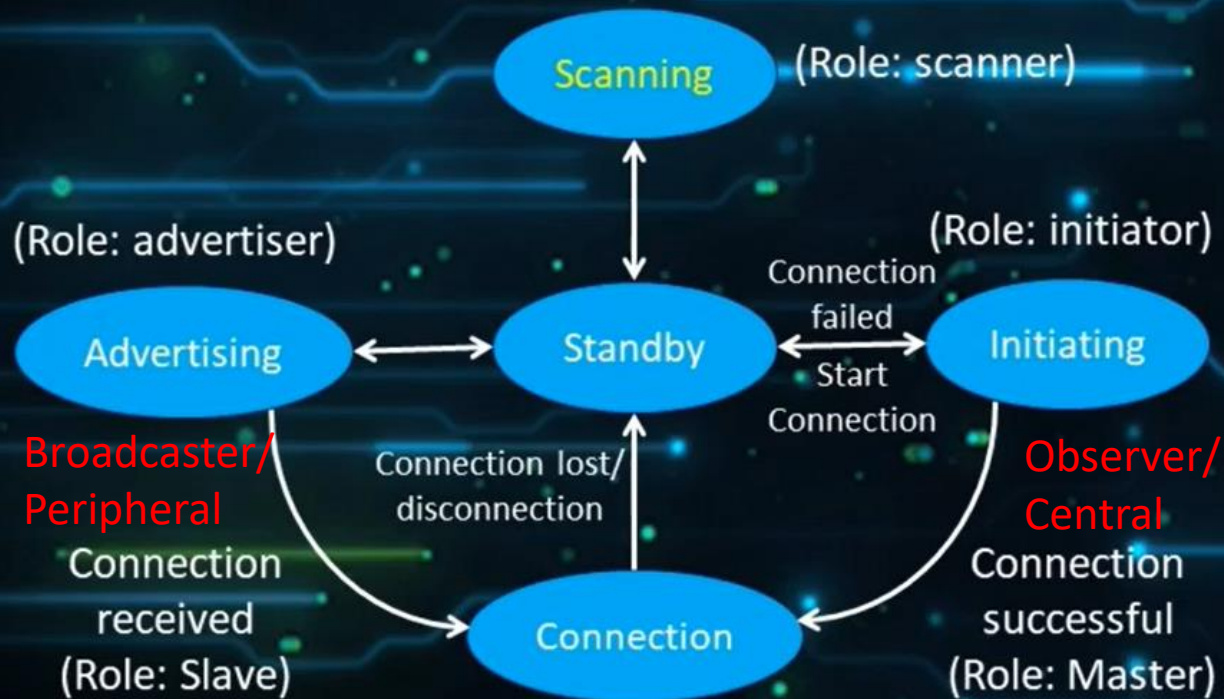 Scanning
(Role: scanner)
(Role: advertiser)
(Role: initiator)
Connection
failed
Advertising
Standby
Initiating
Start
Connection
Broadcaster/
Peripheral
Connection lost/
disconnection
Observer/
Central
Connection
received
(Role: Slave)
Connection
Connection
successful
(Role: Master)